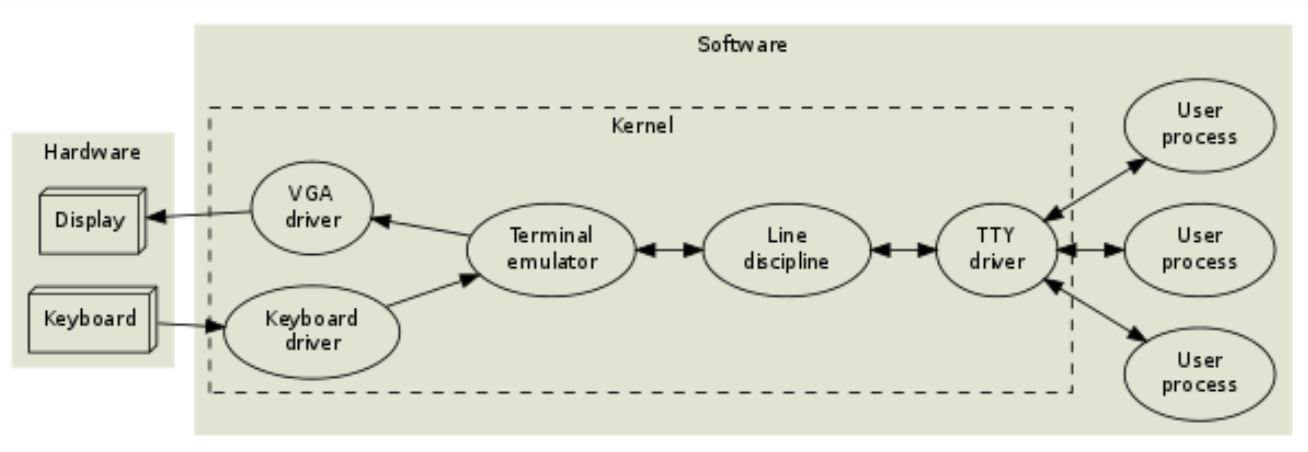 Software
Kernel
Hardware
Display
Keyboard
VGA
driver
Keyboard
driver
Terminal
emulator
Line
discipline
TTY
driver
User
process
User
process
User
process